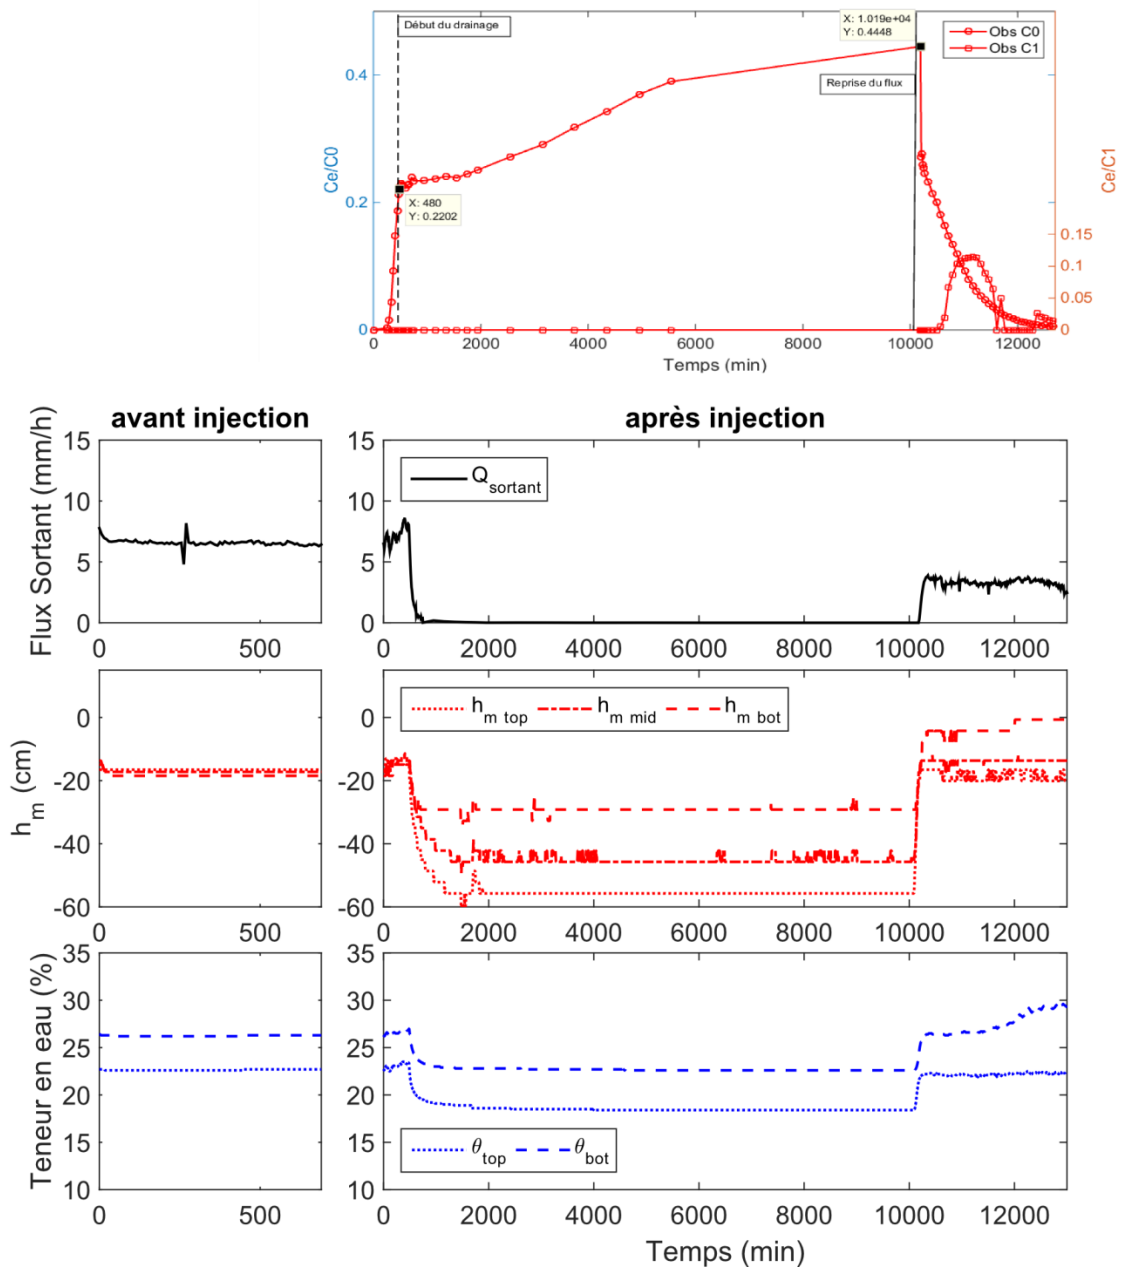 Début du drainage
X: 1.019e+04
Y: 0.4448
Obs C0
Obs C1
Reprise du flux
X: 480
Y: 0.2202
Ce/C0
0.4
0.2
0
Ce/C1
0.15
0.1
0.05
0
0 2000 4000 6000 8000 10000 12000
Temps (min)
avant injection
après injection
Flux Sortant (mm/h)
15
10
5
0
0 500
15
10
5
0
Q sortant
0 2000 4000 6000 8000 10000 12000
h m (cm)
0
-20
-40
-60
0 500
0
-20
-40
-60
h m top h m mid h m bot
0 2000 4000 6000 8000 10000 12000
Teneur en eau (%)
35
30
25
20
15
10
0 500
35
30
25
20
15
10
θ top θ bot
0 2000 4000 6000 8000 10000 12000
Temps (min)